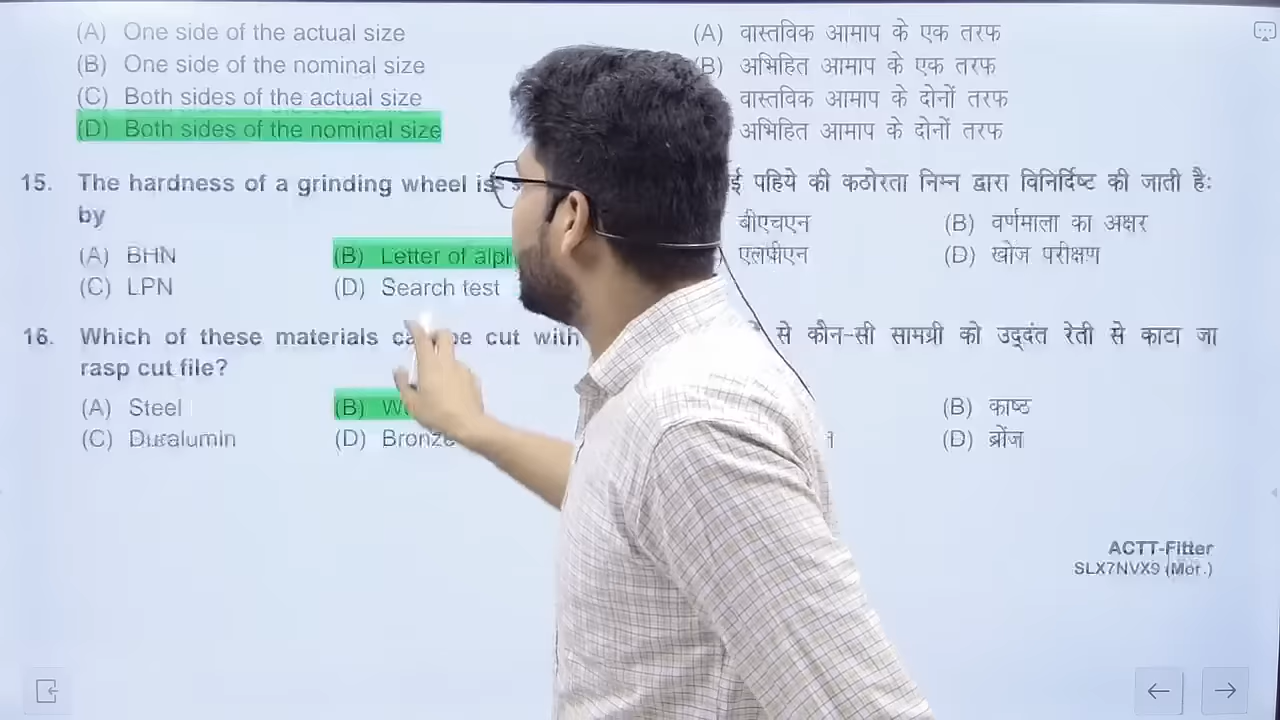 (A) One side of the actual size
(B) One side of the nominal size
(C) Both sides of the actual size
(D) Both sides of the nominal size
15. The hardness of a grinding wheel is
by
(A) BHN (B) Letter of
(C) LPN (D) Search test
16. Which of these materials can be cut with
rasp cut file?
(A) Steel (B)
(C) Duralumin (D) Bronze
(A) वास्तविक आमाप के एक तरफ
(B) अभिहित आमाप के एक तरफ
वास्तविक आमाप के दोनों तरफ
अभिहित आमाप के दोनों तरफ
पहिये की कठोरता निम्न द्वारा विनिर्दिष्ट की जाती है:
बीएचएन (B) वर्णमाला का अक्षर
एलपीएन (D) खोज परीक्षण
से कौन-सी सामग्री को उद्दंत रेती से काटा जा
(B) काष्ठ
(D) ब्रोंज
ACTT-Fitter
SLX7NVX9 (Mor.)